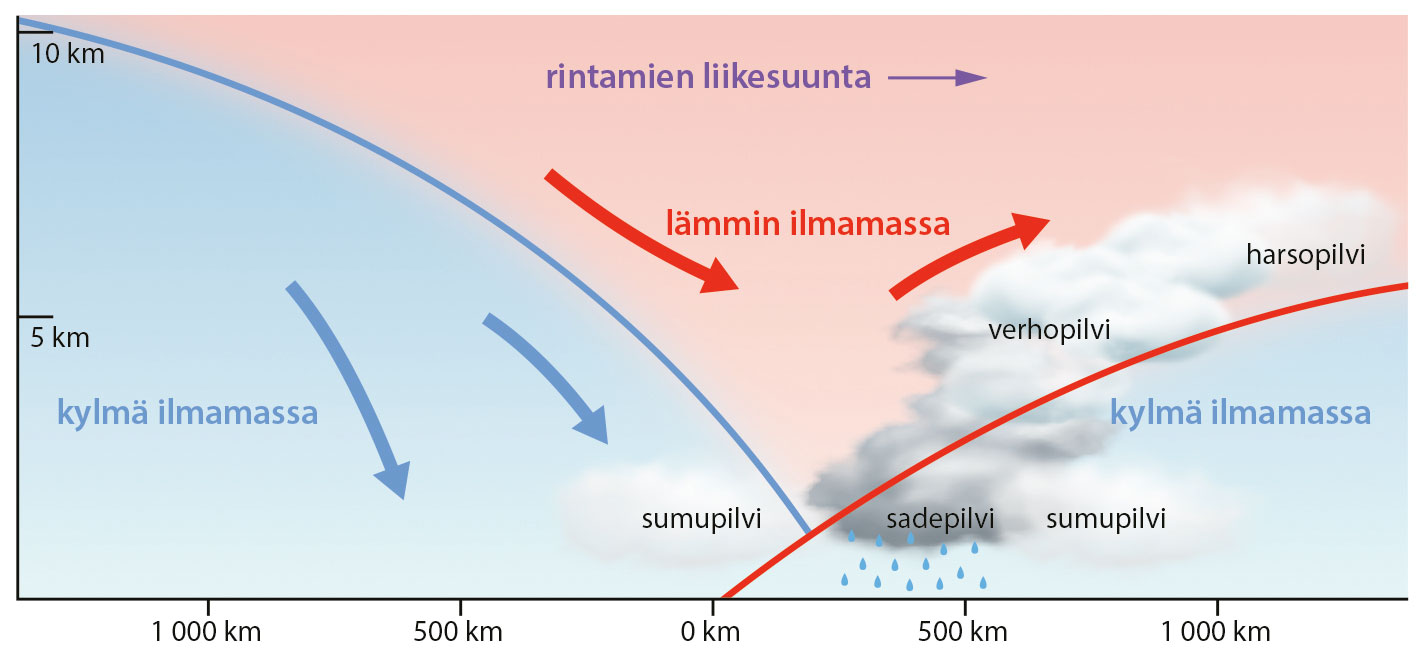 10 km
rintamien liikesuunta
lämmin ilmamassa
harsopilvi
verhopilvi
5 km
kylmä ilmamassa
kylmä ilmamassa
sumupilvi
sadepilvi
sumupilvi
1 000 km
500 km
0 km
500 km
1 000 km